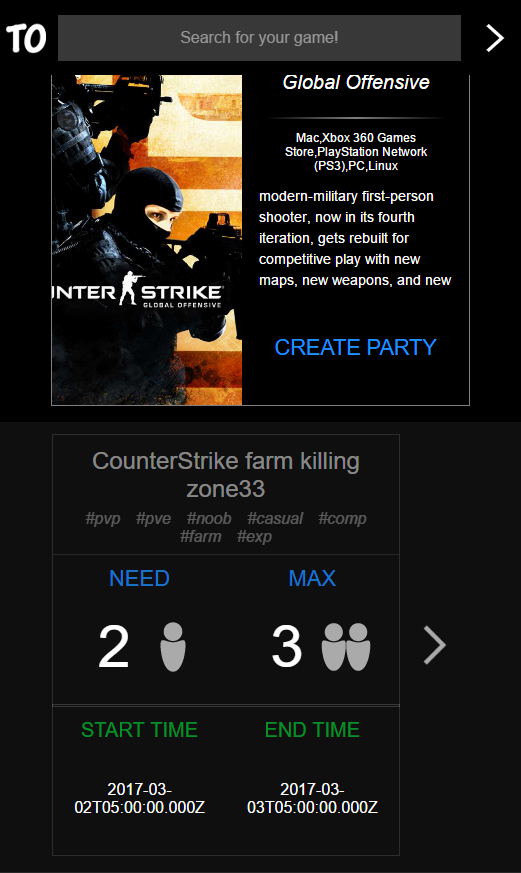 TO
Search for your game!
Global Offensive
Mac,Xbox 360 Games
Store,PlayStation Network
(PS3),PC,Linux
modern-military first-person
shooter, now in its fourth
iteration, gets rebuilt for
competitive play with new
maps, new weapons, and new
UNTER STRIKE
GLOBAL OFFENSIVE
CREATE PARTY
CounterStrike farm killing
zone33
#pvp #pve #noob #casual #comp
#farm #exp
NEED MAX
2 3
START TIME END TIME
2017-03- 2017-03-
02T05:00:00.000Z 03T05:00:00.000Z